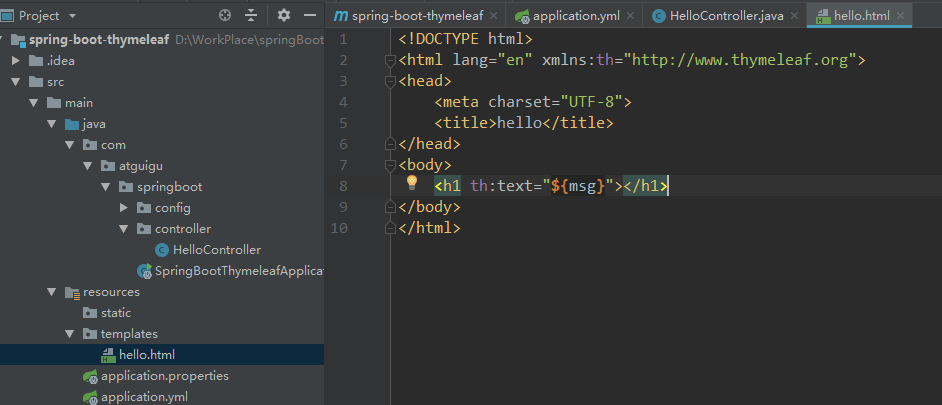 Project
spring-boot-thymeleaf D:\WorkPlace\springBoot
.idea
src
main
java
com
atguigu
springboot
config
controller
HelloController
SpringBootThymeleafApplicat
resources
static
templates
hello.html
application.properties
application.yml
m spring-boot-thymeleaf application.yml HelloController.java hello.html
1 <!DOCTYPE html>
2 <html lang="en" xmlns:th="http://www.thymeleaf.org">
3 <head>
4 <meta charset="UTF-8">
5 <title>hello</title>
6 </head>
7 <body>
8 <h1 th:text="${msg}"></h1>
9 </body>
10 </html>